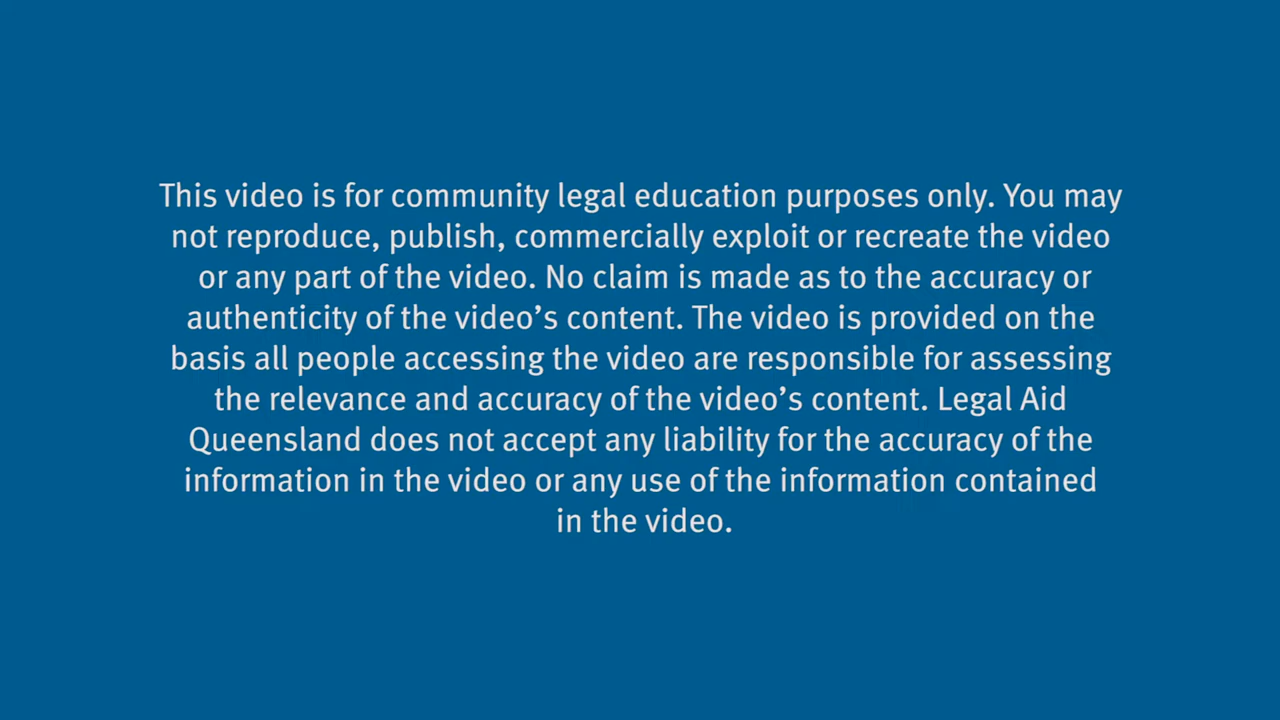 This video is for community legal education purposes only. You may
not reproduce, publish, commercially exploit or recreate the video
or any part of the video. No claim is made as to the accuracy or
authenticity of the video’s content. The video is provided on the
basis all people accessing the video are responsible for assessing
the relevance and accuracy of the video’s content. Legal Aid
Queensland does not accept any liability for the accuracy of the
information in the video or any use of the information contained
in the video.